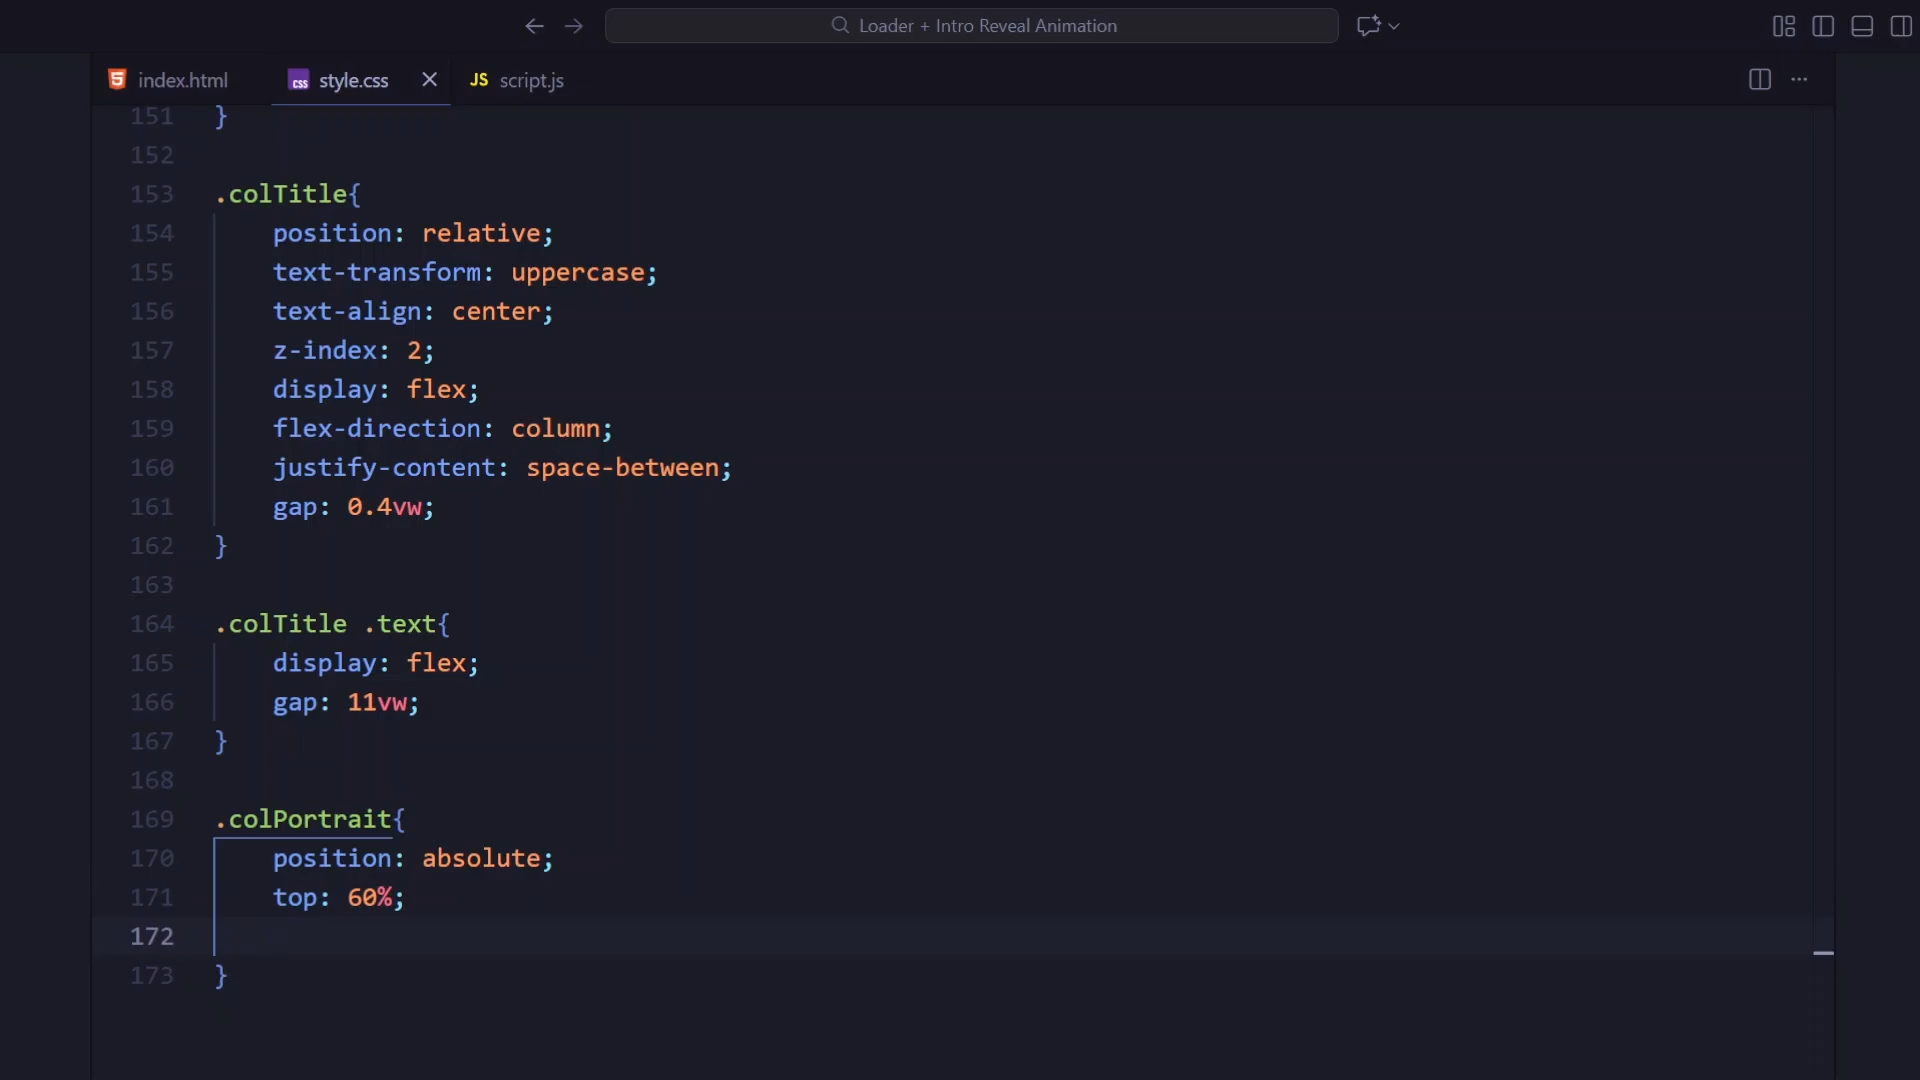 Loader + Intro Reveal Animation
index.html
css style.css
JS script.js
151 }
152
153 .colTitle{
154 position: relative;
155 text-transform: uppercase;
156 text-align: center;
157 z-index: 2;
158 display: flex;
159 flex-direction: column;
160 justify-content: space-between;
161 gap: 0.4vw;
162 }
163
164 .colTitle .text{
165 display: flex;
166 gap: 11vw;
167 }
168
169 .colPortrait{
170 position: absolute;
171 top: 60%;
172
173 }